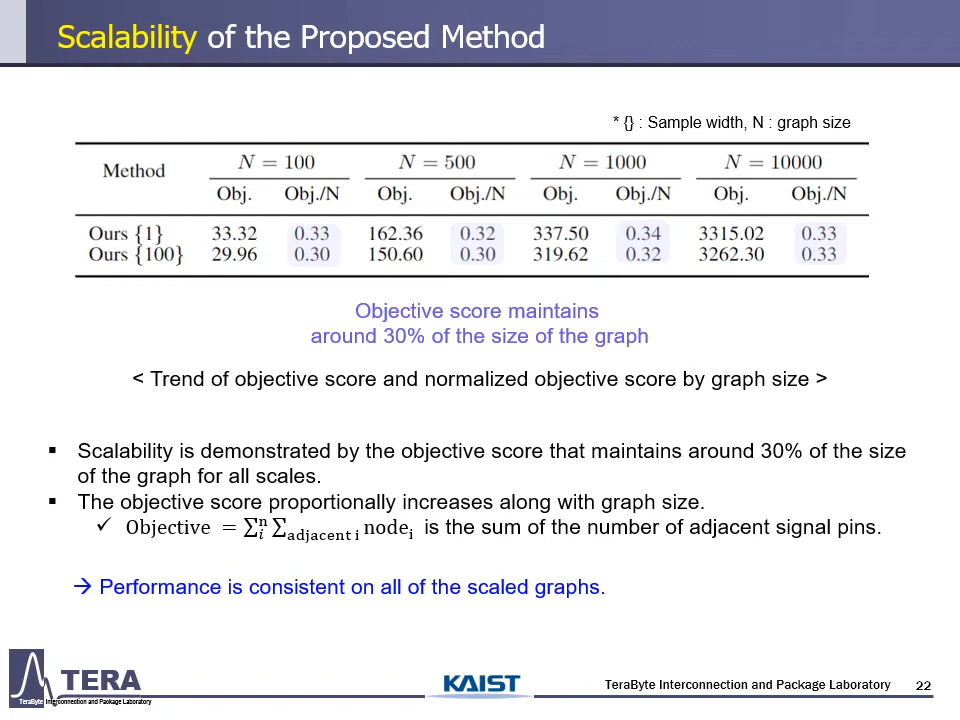 Scalability of the Proposed Method
* {} : Sample width, N : graph size
Method N = 100 N = 500 N = 1000 N = 10000
Obj. Obj./N Obj. Obj./N Obj. Obj./N Obj. Obj./N
Ours {1} 33.32 0.33 162.36 0.32 337.50 0.34 3315.02 0.33
Ours {100} 29.96 0.30 150.60 0.30 319.62 0.32 3262.30 0.33
Objective score maintains
around 30% of the size of the graph
< Trend of objective score and normalized objective score by graph size >
▪ Scalability is demonstrated by the objective score that maintains around 30% of the size
of the graph for all scales.
▪ The objective score proportionally increases along with graph size.
✓ Objective = ∑ᵢⁿ ∑_adjacent i node_i is the sum of the number of adjacent signal pins.
→ Performance is consistent on all of the scaled graphs.
TERA
TeraByte Interconnection and Package Laboratory
KAIST
TeraByte Interconnection and Package Laboratory 22